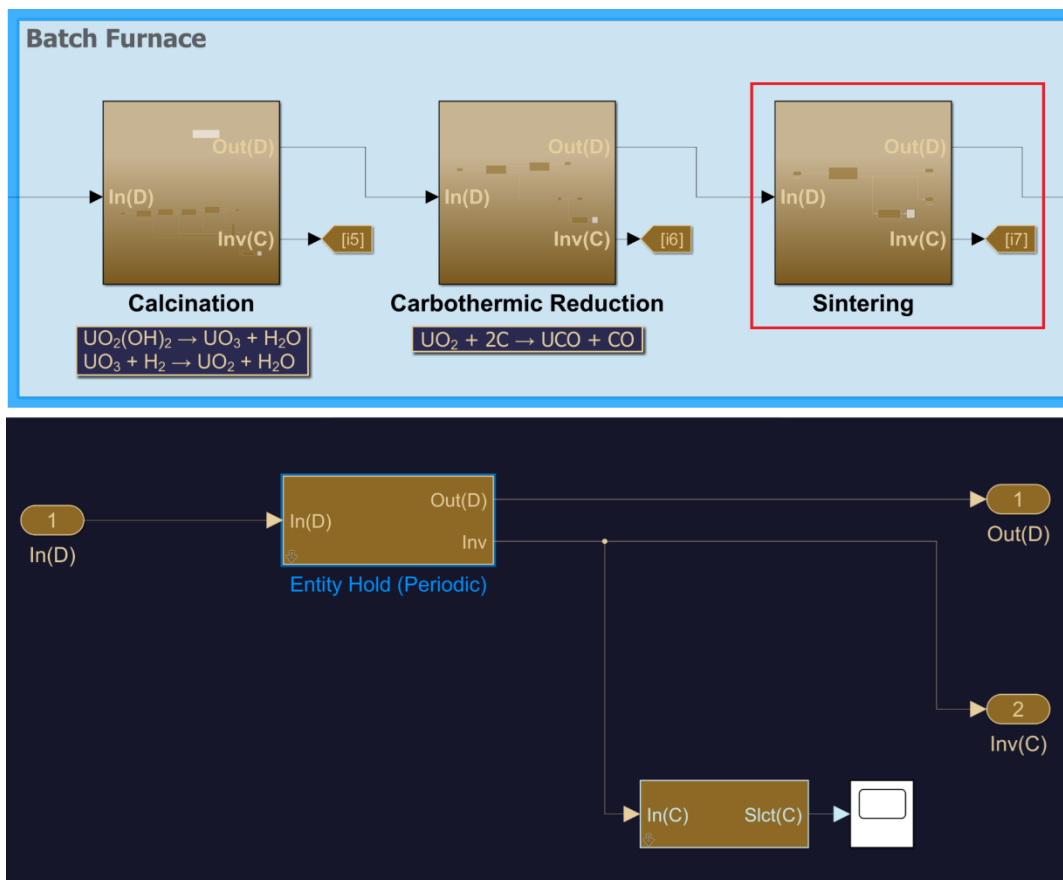 Batch Furnace
Out(D)
In(D)
Inv(C)
[i5]
Calcination
UO₂(OH)₂ → UO₃ + H₂O
UO₃ + H₂ → UO₂ + H₂O
Out(D)
In(D)
Inv(C)
[i6]
Carbothermic Reduction
UO₂ + 2C → UCO + CO
Out(D)
In(D)
Inv(C)
[i7]
Sintering
1
In(D)
In(D)
Out(D)
Inv
Entity Hold (Periodic)
1
Out(D)
2
Inv(C)
In(C)
Slct(C)